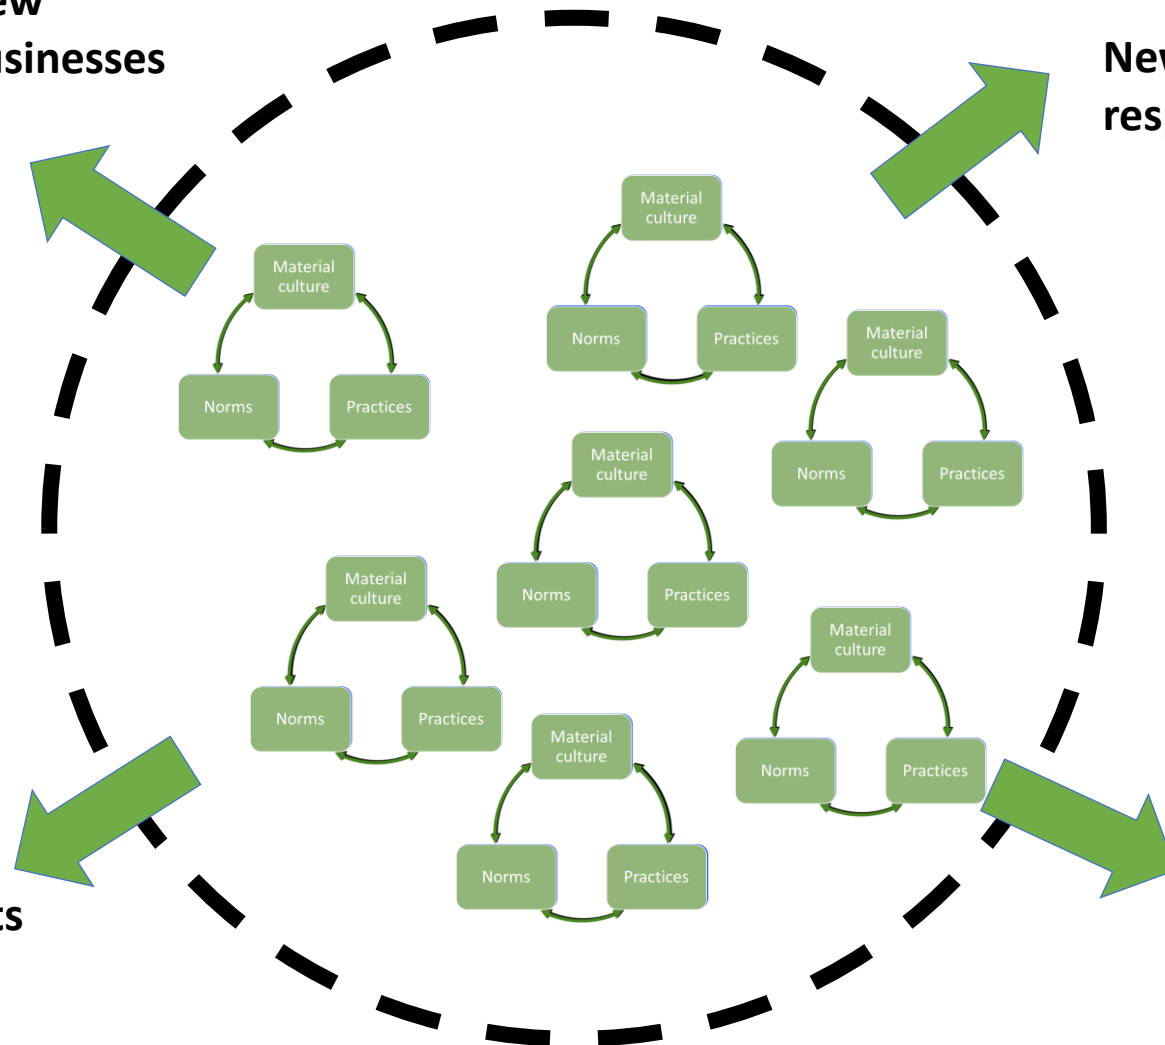 ew
usinesses
New
res
Material
culture
Norms
Practices
Material
culture
Norms
Practices
Material
culture
Norms
Practices
Material
culture
Norms
Practices
Material
culture
Norms
Practices
Material
culture
Norms
Practices
Material
culture
Norms
Practices
ts